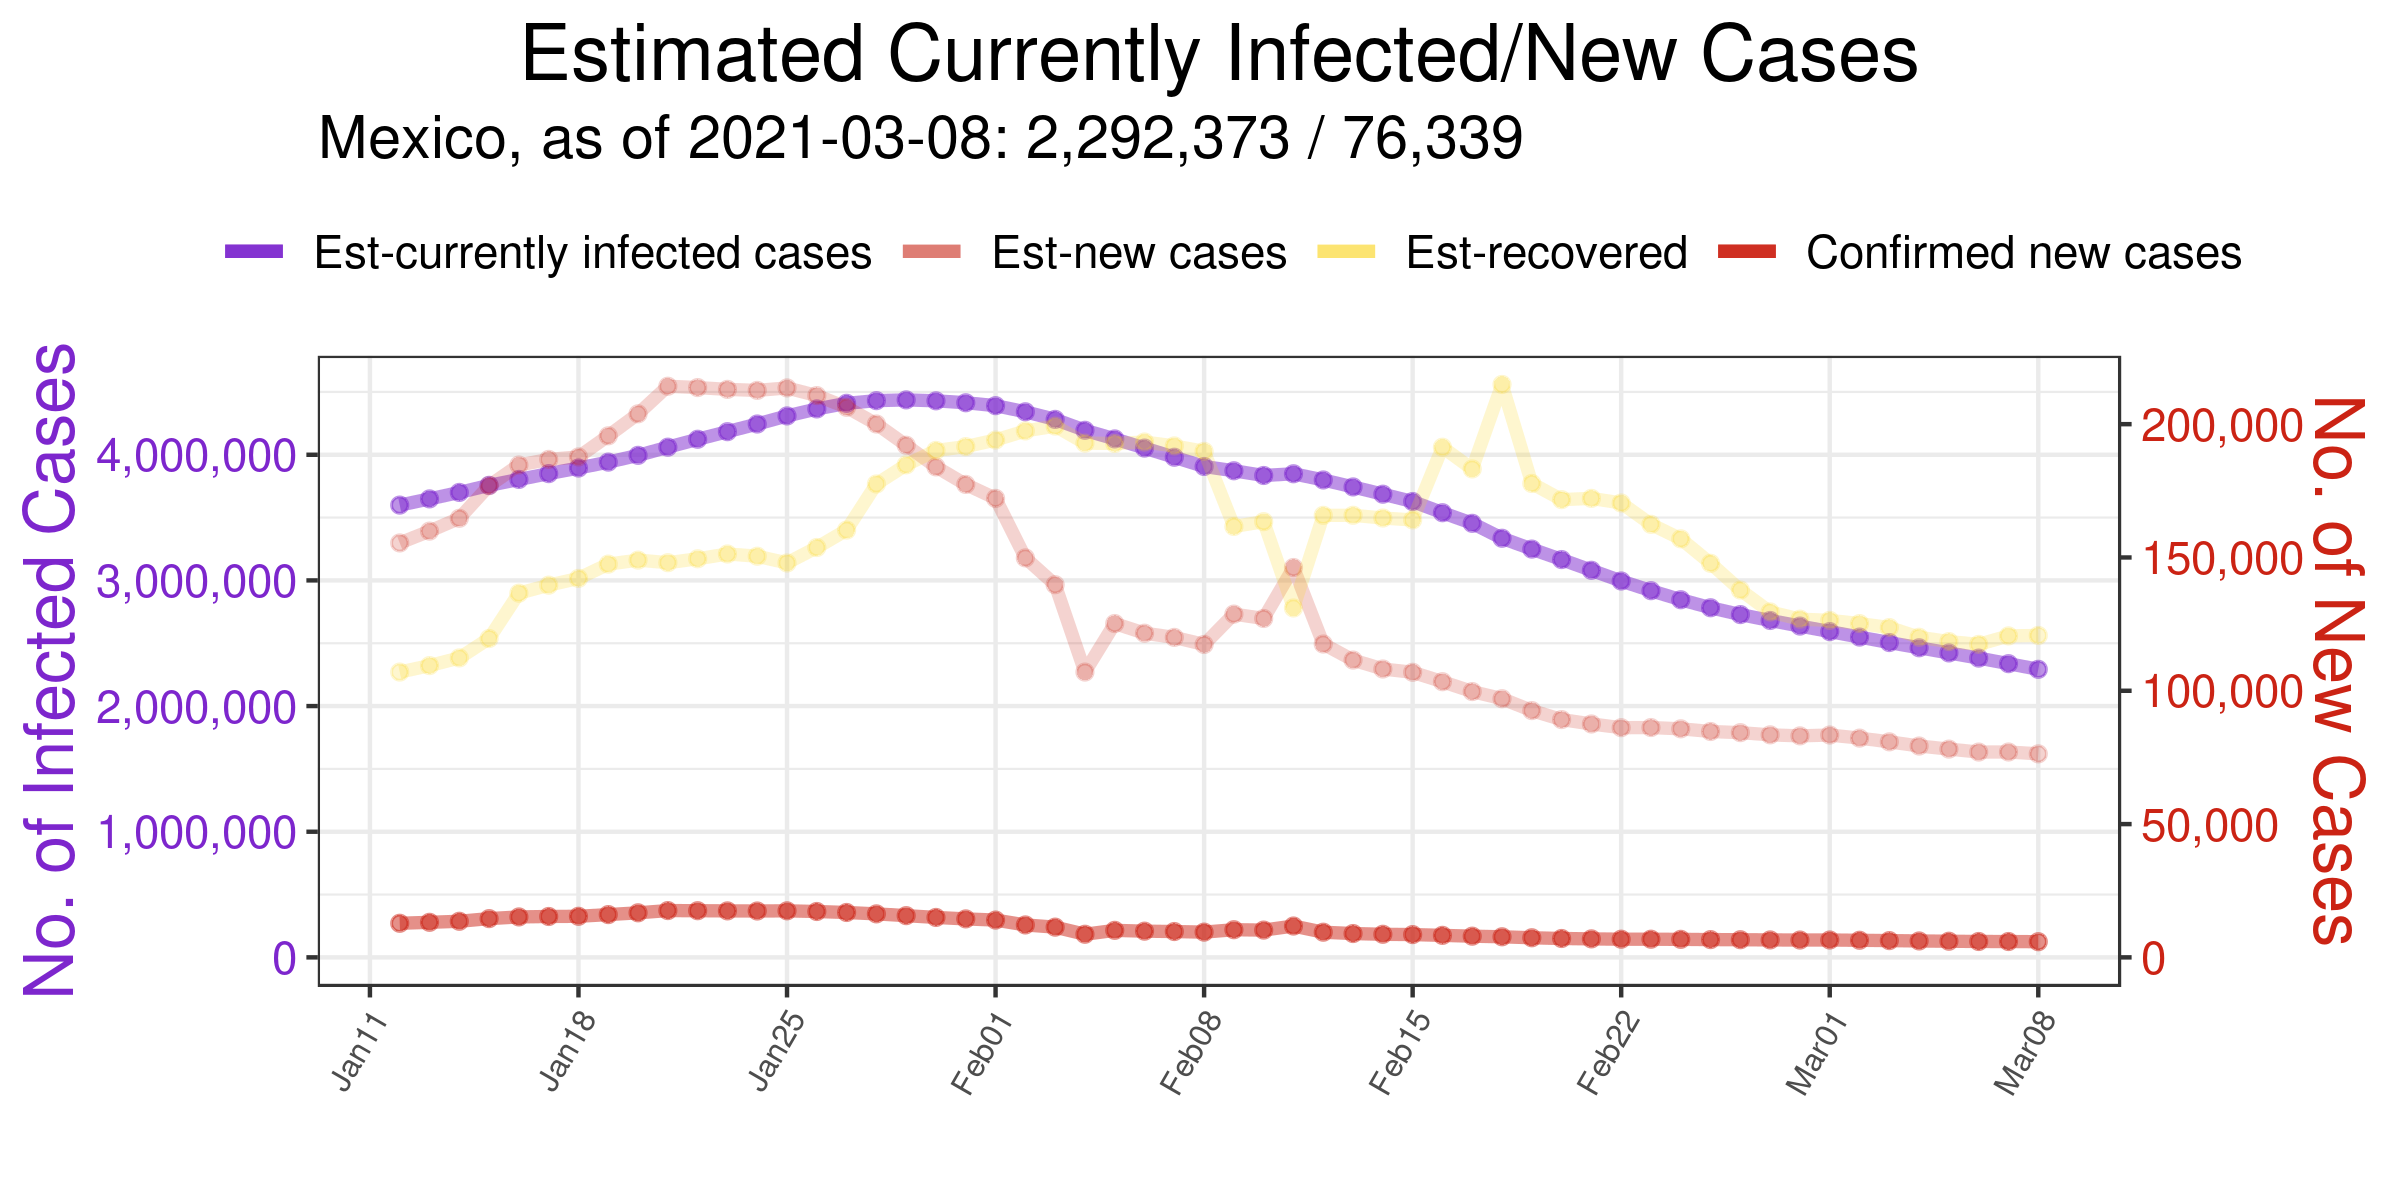 Estimated Currently Infected/New Cases
Mexico, as of 2021-03-08: 2,292,373 / 76,339
Est-currently infected cases Est-new cases Est-recovered Confirmed new cases
No. of Infected Cases
4,000,000
3,000,000
2,000,000
1,000,000
0
200,000
150,000
100,000
50,000
0
No. of New Cases
Jan11 Jan18 Jan25 Feb01 Feb08 Feb15 Feb22 Mar01 Mar08